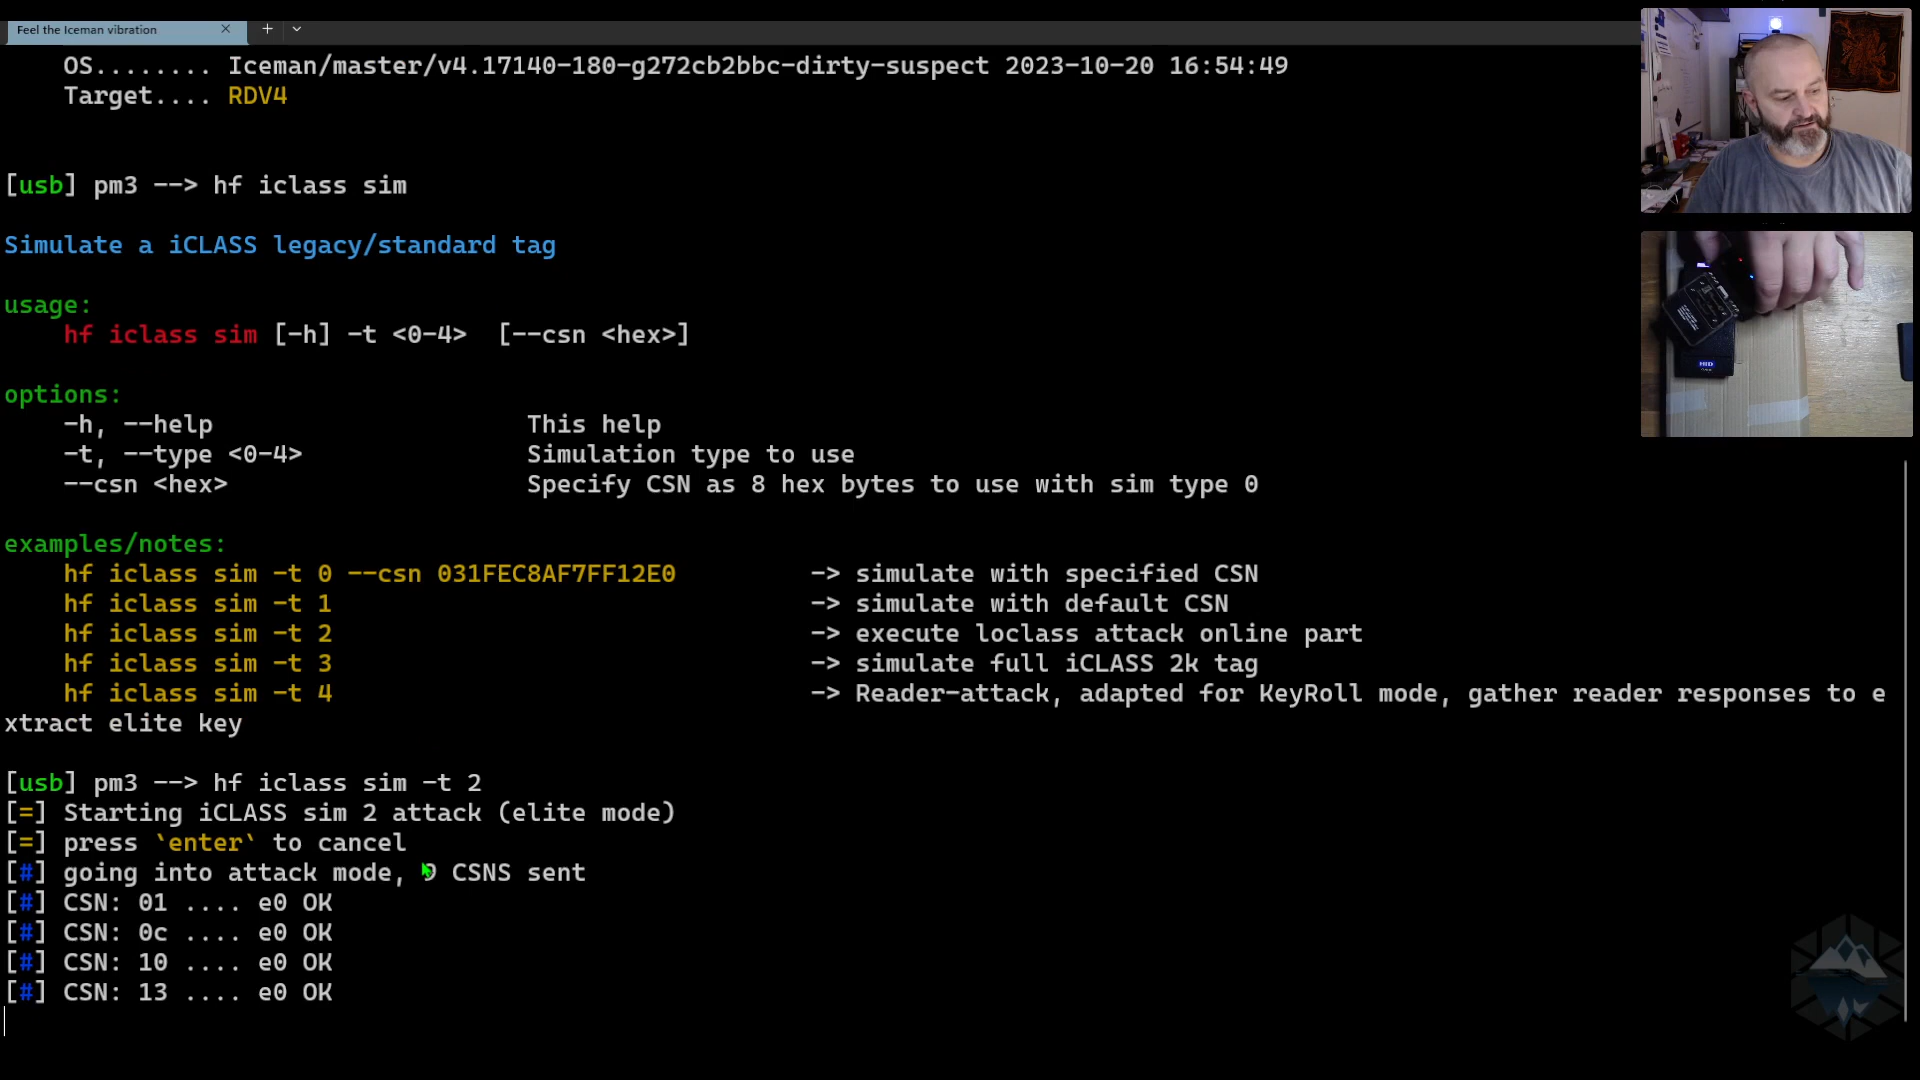 Feel the Iceman vibration
OS........ Iceman/master/v4.17140-180-g272cb2bbc-dirty-suspect 2023-10-20 16:54:49
Target.... RDV4
[usb] pm3 --> hf iclass sim
Simulate a iCLASS legacy/standard tag
usage:
hf iclass sim [-h] -t <0-4> [--csn <hex>]
options:
-h, --help This help
-t, --type <0-4> Simulation type to use
--csn <hex> Specify CSN as 8 hex bytes to use with sim type 0
examples/notes:
hf iclass sim -t 0 --csn 031FEC8AF7FF12E0 -> simulate with specified CSN
hf iclass sim -t 1 -> simulate with default CSN
hf iclass sim -t 2 -> execute loclass attack online part
hf iclass sim -t 3 -> simulate full iCLASS 2k tag
hf iclass sim -t 4 -> Reader-attack, adapted for KeyRoll mode, gather reader responses to e
xtract elite key
[usb] pm3 --> hf iclass sim -t 2
[=] Starting iCLASS sim 2 attack (elite mode)
[=] press `enter` to cancel
[#] going into attack mode, 9 CSNS sent
[#] CSN: 01 .... e0 OK
[#] CSN: 0c .... e0 OK
[#] CSN: 10 .... e0 OK
[#] CSN: 13 .... e0 OK
HID